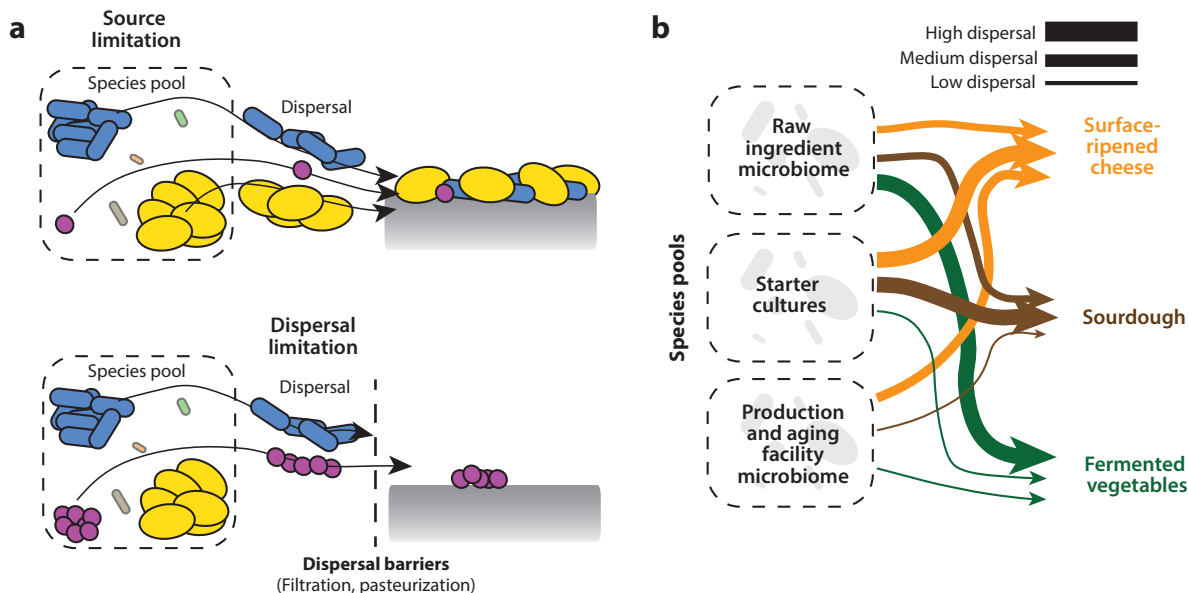 a
Source
limitation
Species pool
Dispersal
Dispersal
limitation
Species pool
Dispersal
Dispersal barriers
(Filtration, pasteurization)
b
High dispersal
Medium dispersal
Low dispersal
Species pools
Raw
ingredient
microbiome
Starter
cultures
Production
and aging
facility
microbiome
Surface-
ripened
cheese
Sourdough
Fermented
vegetables